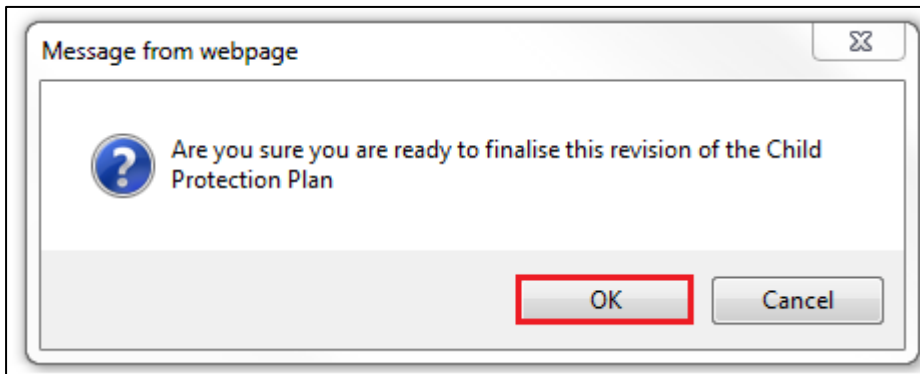 Message from webpage
Are you sure you are ready to finalise this revision of the Child
Protection Plan
OK
Cancel